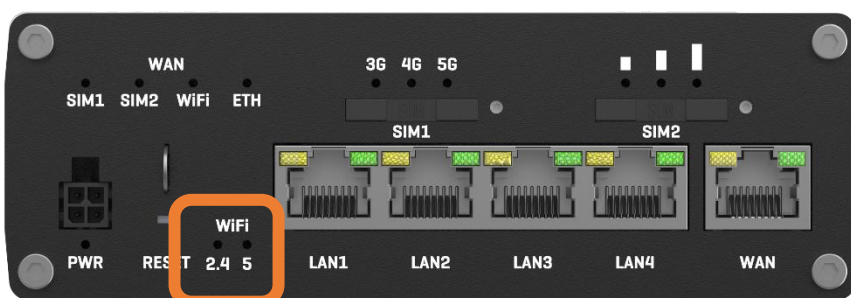 WAN
SIM1 SIM2 WiFi ETH
3G 4G 5G
SIM1
SIM2
WiFi
PWR RESET 2.4 5 LAN1 LAN2 LAN3 LAN4 WAN